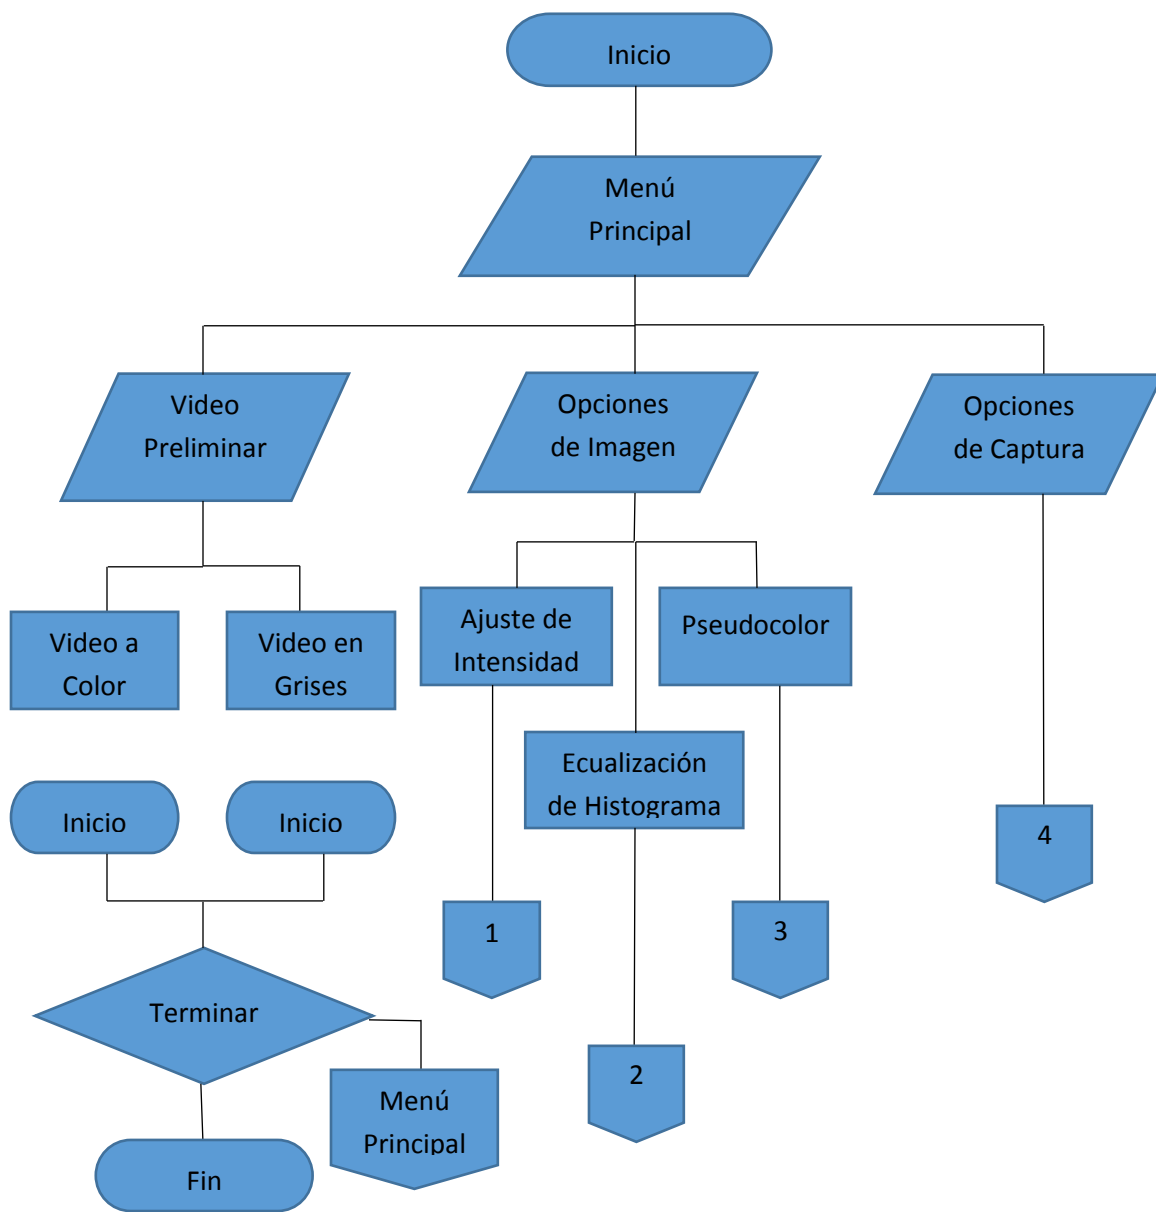 Inicio
Menú
Principal
Video
Preliminar
Opciones
de Imagen
Opciones
de Captura
Video a
Color
Video en
Grises
Ajuste de
Intensidad
Pseudocolor
Ecualización
de Histograma
Inicio
Inicio
4
1
3
Terminar
2
Menú
Principal
Fin